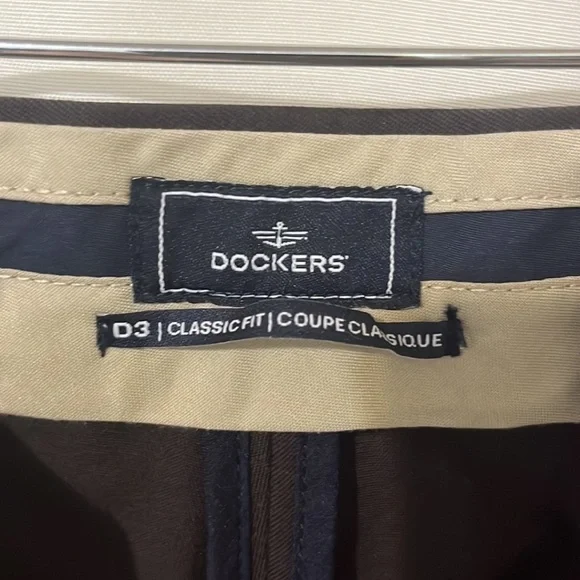 DOCKERS®
D3 | CLASSIC FIT | COUPE CLASSIQUE